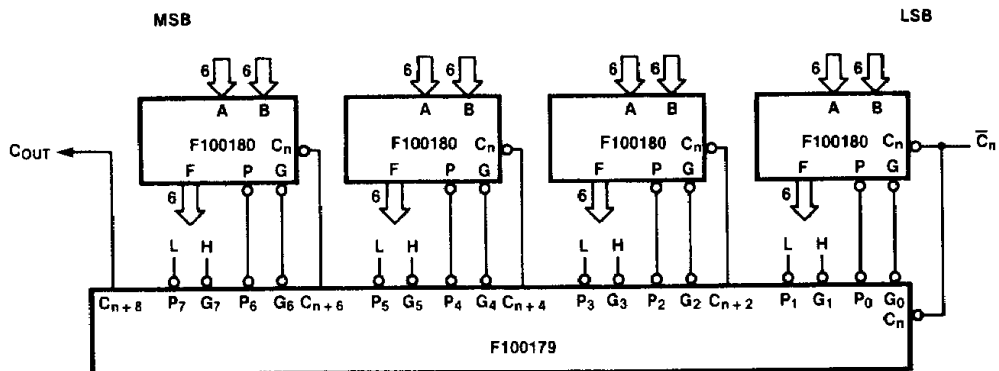 MSB LSB
6 6 6 6 6 6 6 6
A B A B A B A B
F100180 Cn F100180 Cn F100180 Cn F100180 Cn C̅n
COUT
F P G F P G F P G F P G
6 6 6 6
L H L H L H L H
Cn + 8 P7 G7 P6 G6 Cn + 6 P5 G5 P4 G4 Cn + 4 P3 G3 P2 G2 Cn + 2 P1 G1 P0 G0
Cn
F100179